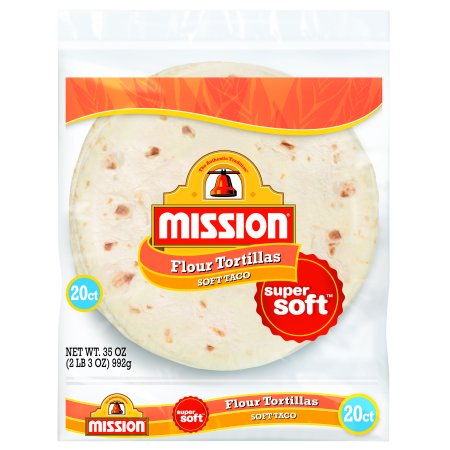 The Authentic Tradition!
MISSION®
Flour Tortillas
SOFT TACO
super
soft™
20ct
NET WT. 35 OZ
(2 LB 3 OZ) 992g
MISSION
super
soft
Flour Tortillas
SOFT TACO
20ct